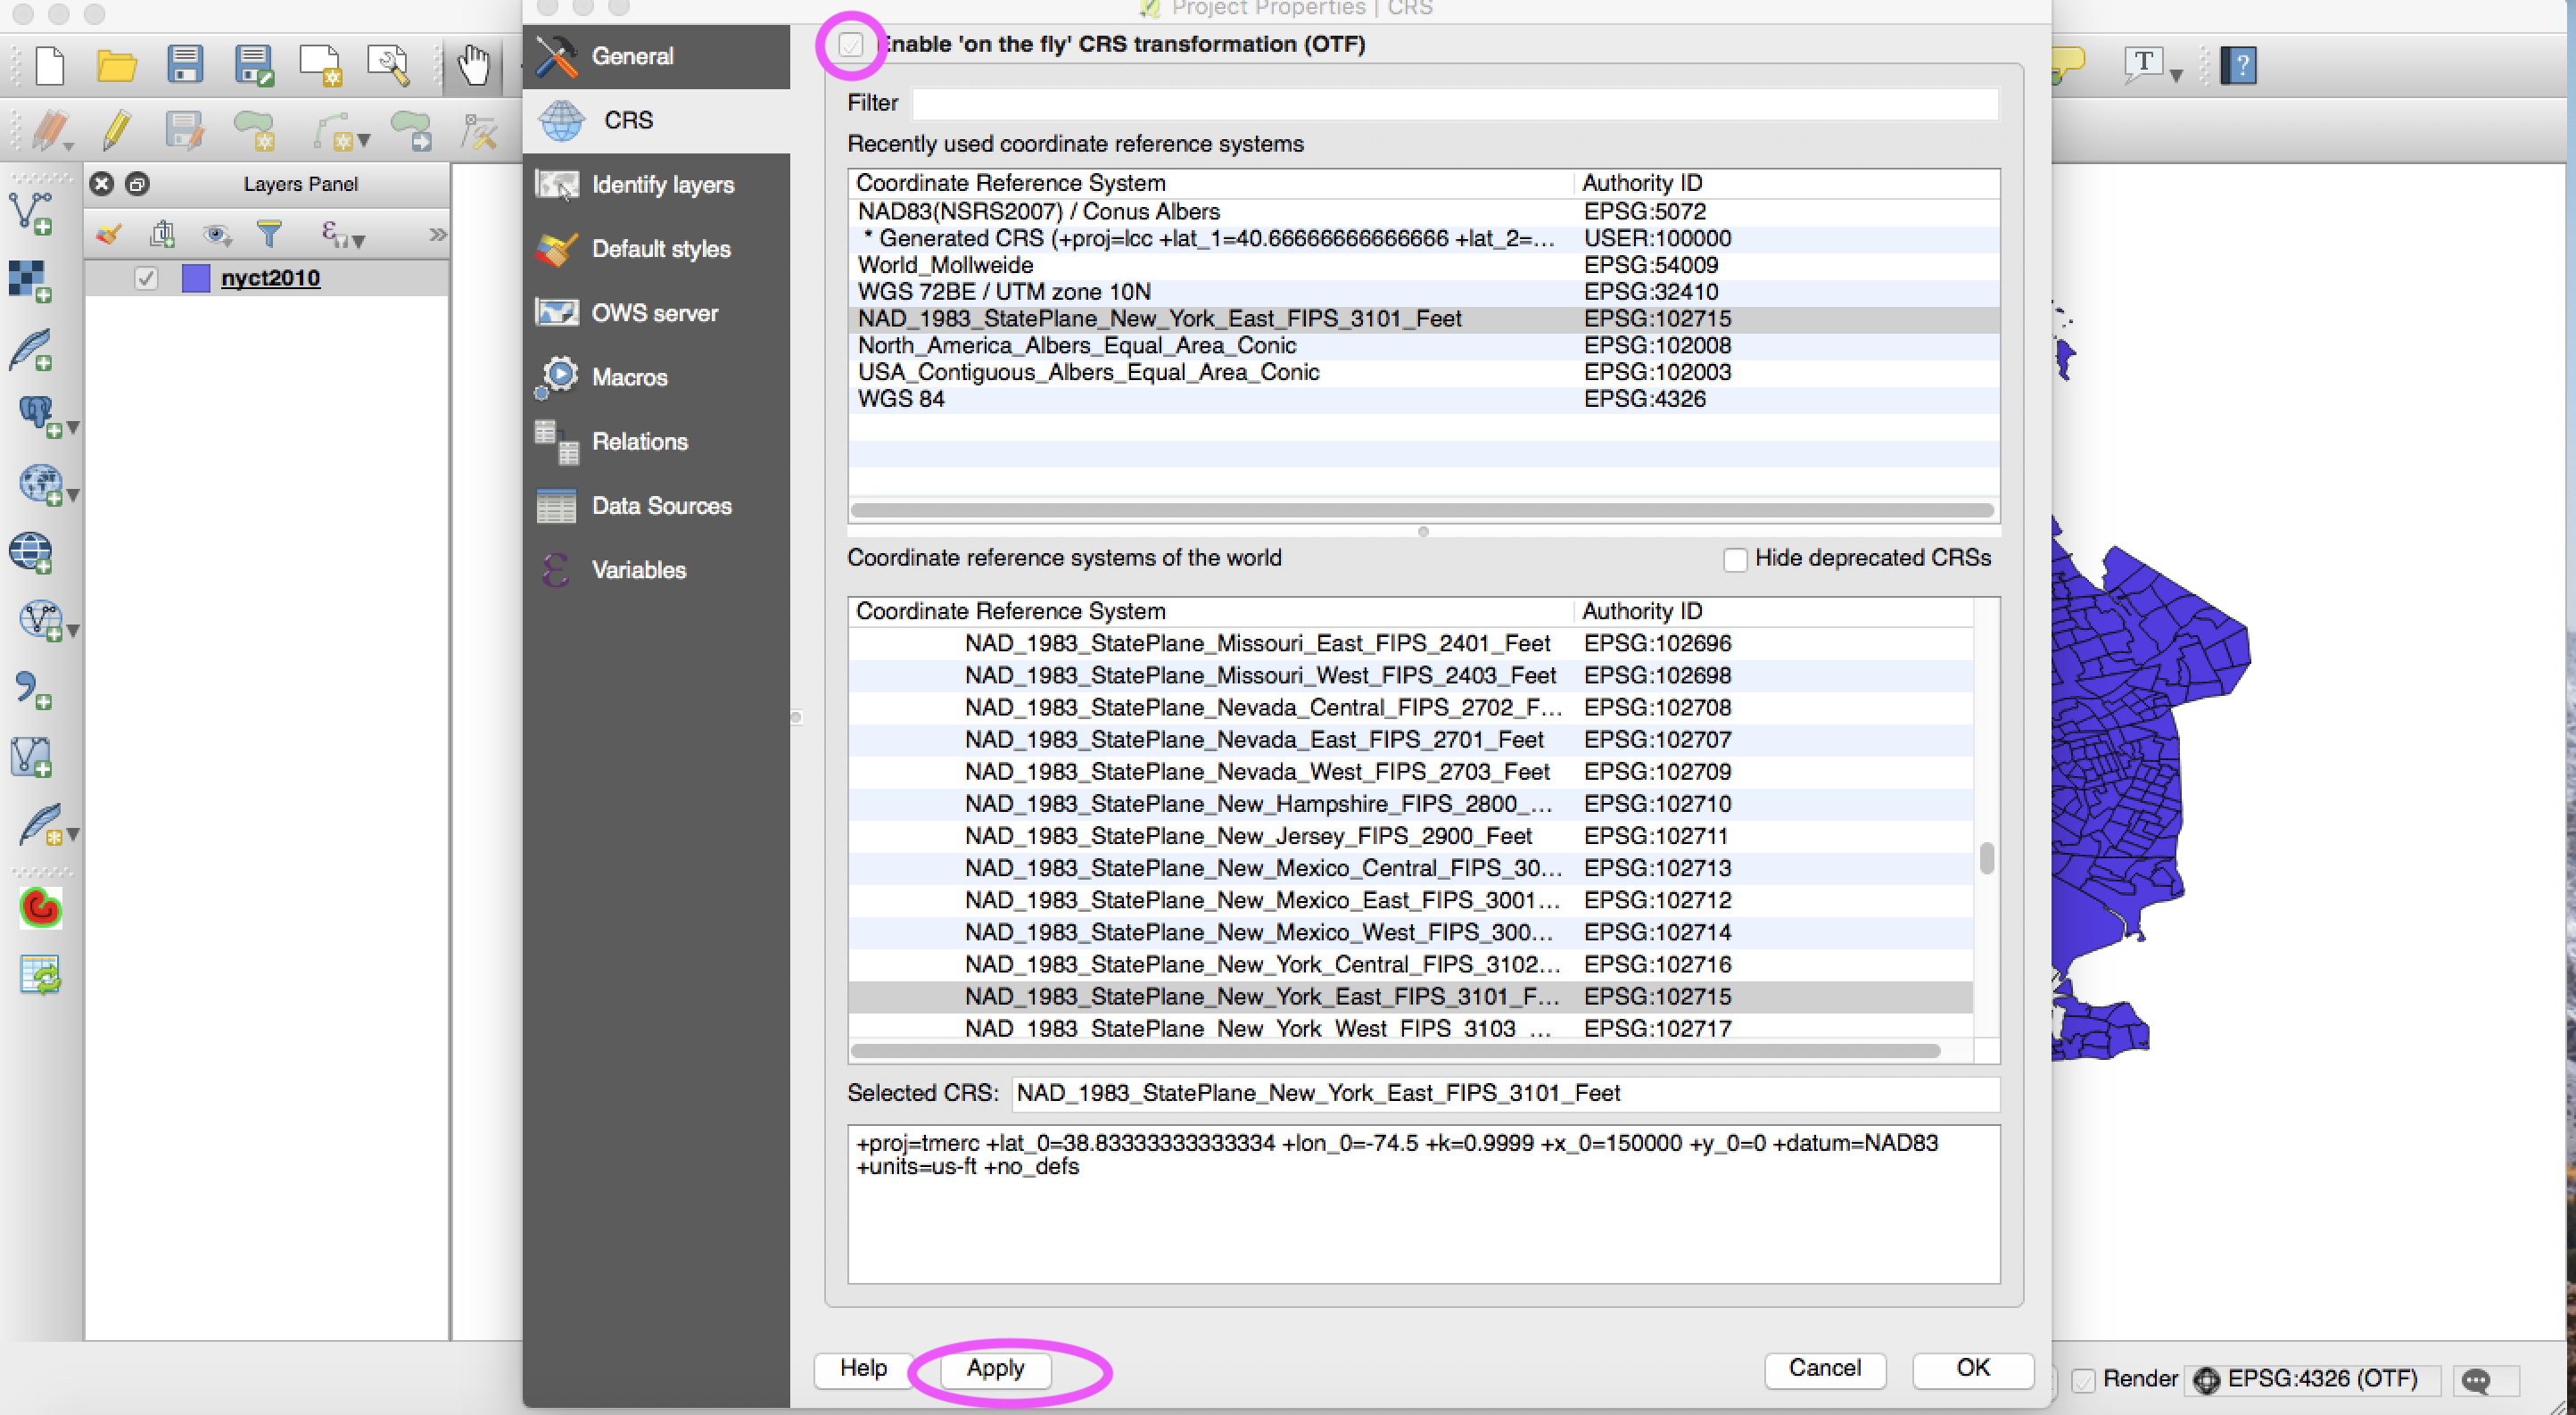 Project Properties | CRS
General
CRS
Identify layers
Default styles
OWS server
Macros
Relations
Data Sources
Variables
Layers Panel
nyct2010
Enable 'on the fly' CRS transformation (OTF)
Filter
Recently used coordinate reference systems
Coordinate Reference System Authority ID
NAD83(NSRS2007) / Conus Albers EPSG:5072
* Generated CRS (+proj=lcc +lat_1=40.66666666666666 +lat_2=... USER:100000
World_Mollweide EPSG:54009
WGS 72BE / UTM zone 10N EPSG:32410
NAD_1983_StatePlane_New_York_East_FIPS_3101_Feet EPSG:102715
North_America_Albers_Equal_Area_Conic EPSG:102008
USA_Contiguous_Albers_Equal_Area_Conic EPSG:102003
WGS 84 EPSG:4326
Coordinate reference systems of the world Hide deprecated CRSs
Coordinate Reference System Authority ID
NAD_1983_StatePlane_Missouri_East_FIPS_2401_Feet EPSG:102696
NAD_1983_StatePlane_Missouri_West_FIPS_2403_Feet EPSG:102698
NAD_1983_StatePlane_Nevada_Central_FIPS_2702_F... EPSG:102708
NAD_1983_StatePlane_Nevada_East_FIPS_2701_Feet EPSG:102707
NAD_1983_StatePlane_Nevada_West_FIPS_2703_Feet EPSG:102709
NAD_1983_StatePlane_New_Hampshire_FIPS_2800_... EPSG:102710
NAD_1983_StatePlane_New_Jersey_FIPS_2900_Feet EPSG:102711
NAD_1983_StatePlane_New_Mexico_Central_FIPS_30... EPSG:102713
NAD_1983_StatePlane_New_Mexico_East_FIPS_3001... EPSG:102712
NAD_1983_StatePlane_New_Mexico_West_FIPS_300... EPSG:102714
NAD_1983_StatePlane_New_York_Central_FIPS_3102... EPSG:102716
NAD_1983_StatePlane_New_York_East_FIPS_3101_F... EPSG:102715
NAD_1983_StatePlane_New_York_West_FIPS_3103_... EPSG:102717
Selected CRS: NAD_1983_StatePlane_New_York_East_FIPS_3101_Feet
+proj=tmerc +lat_0=38.83333333333334 +lon_0=-74.5 +k=0.9999 +x_0=150000 +y_0=0 +datum=NAD83
+units=us-ft +no_defs
Help Apply Cancel OK
Render EPSG:4326 (OTF)